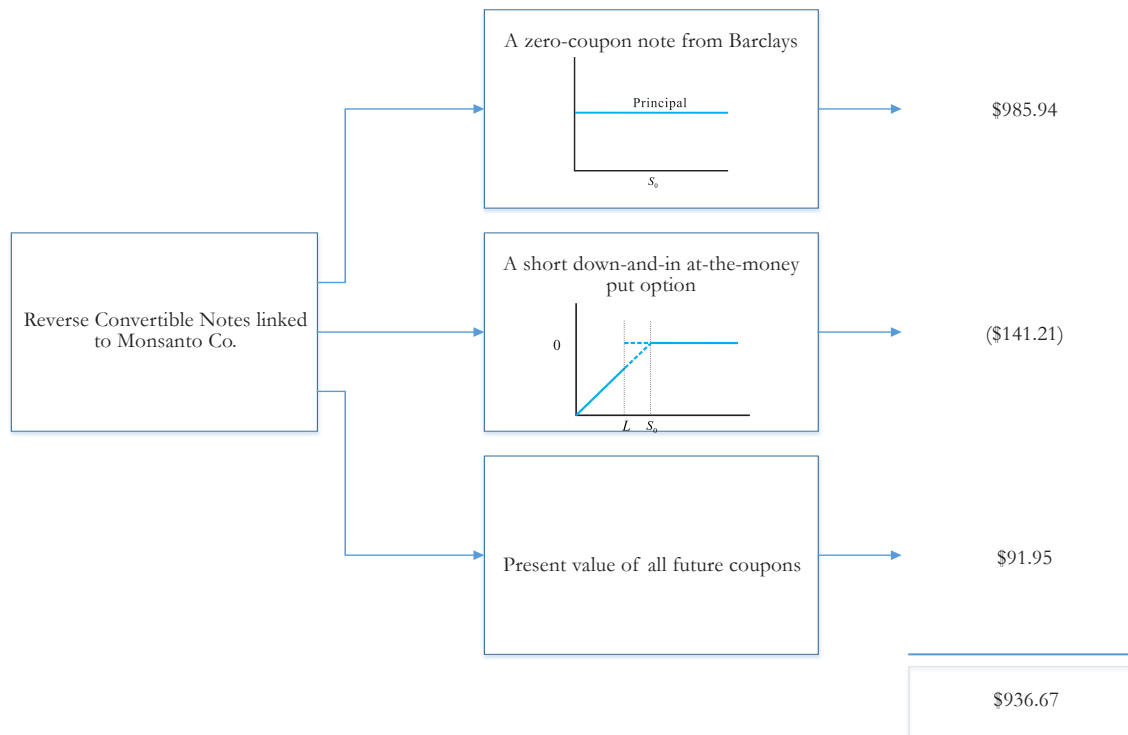 A zero-coupon note from Barclays
Principal
S₀
$985.94
Reverse Convertible Notes linked
to Monsanto Co.
A short down-and-in at-the-money
put option
0
L S₀
($141.21)
Present value of all future coupons
$91.95
$936.67